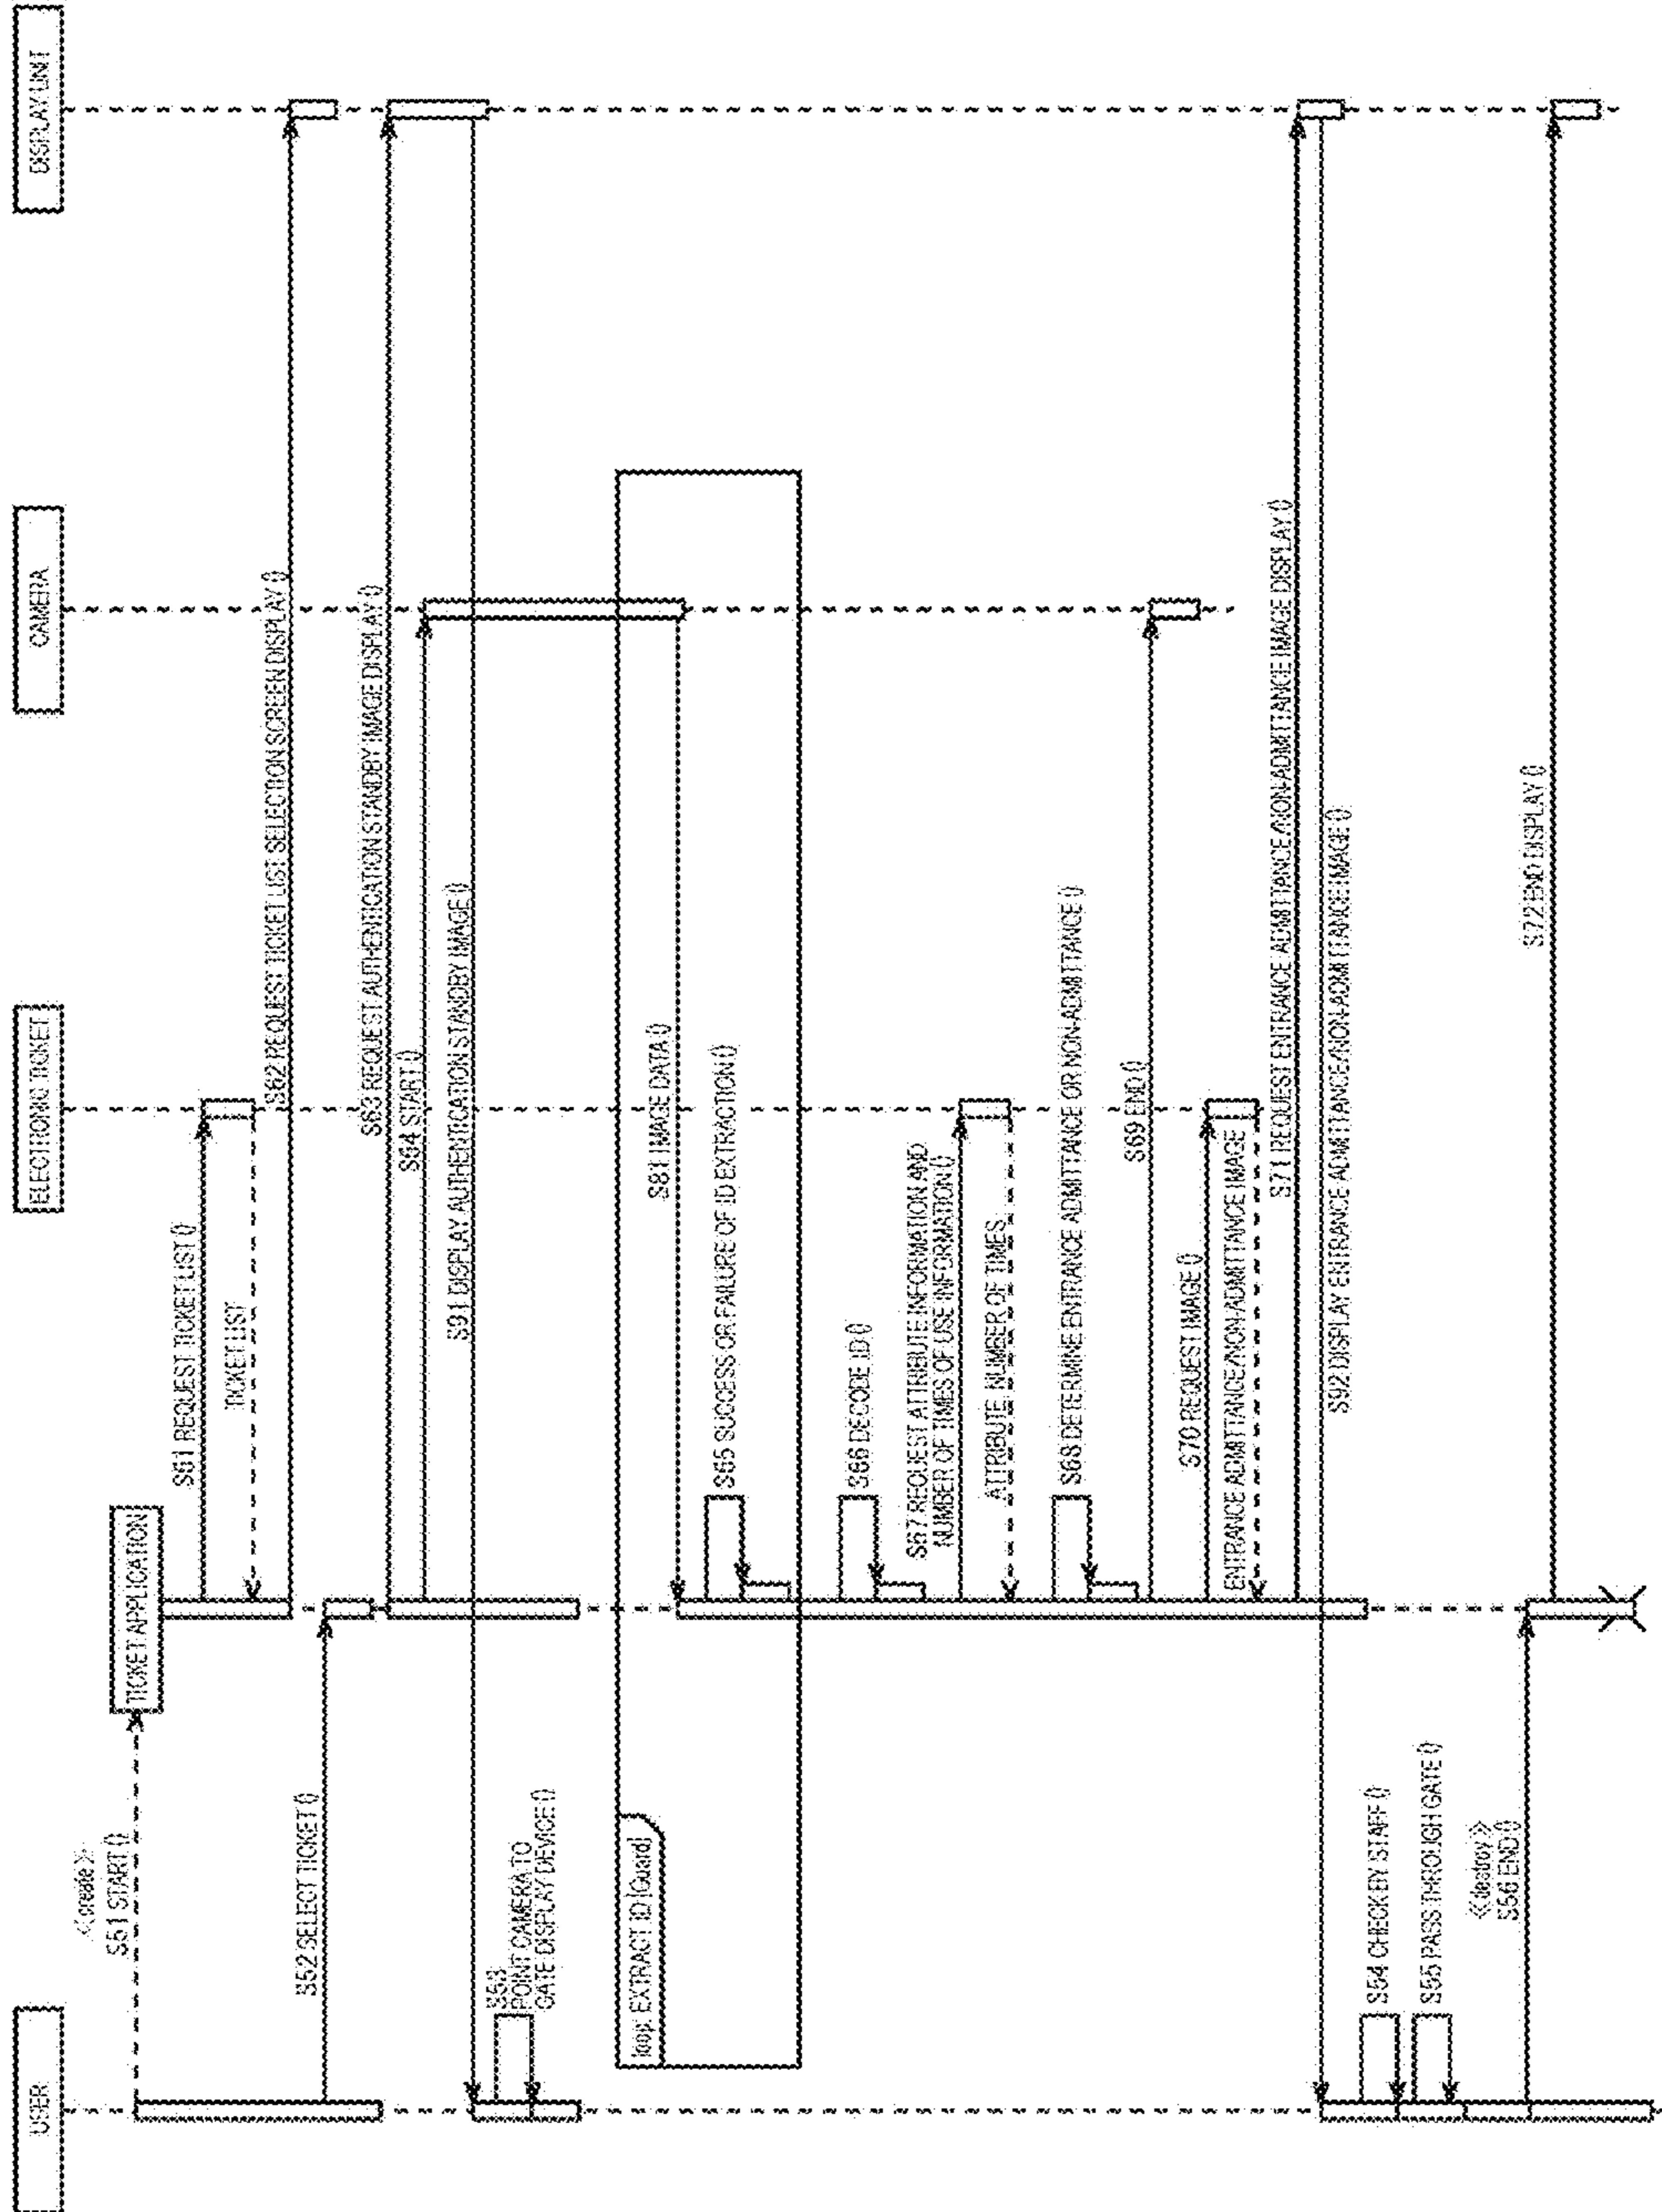 USER
TICKET APPLICATION
ELECTRONIC TICKET
CAMERA
DISPLAY UNIT
<<create>>
S51 START ()
S61 REQUEST TICKET LIST ()
TICKET LIST
S62 REQUEST TICKET LIST SELECTION SCREEN DISPLAY ()
S52 SELECT TICKET ()
S63 REQUEST AUTHENTICATION STANDBY IMAGE DISPLAY ()
S64 START ()
S91 DISPLAY AUTHENTICATION STANDBY IMAGE ()
S53
POINT CAMERA TO
GATE DISPLAY DEVICE ()
loop: EXTRACT ID [Guard]
S81 IMAGE DATA ()
S65 SUCCESS OR FAILURE OF ID EXTRACTION ()
S66 DECODE ID ()
S67 REQUEST ATTRIBUTE INFORMATION AND
NUMBER OF TIMES OF USE INFORMATION ()
ATTRIBUTE, NUMBER OF TIMES
S68 DETERMINE ENTRANCE ADMITTANCE OR NON-ADMITTANCE ()
S69 END ()
S70 REQUEST IMAGE ()
ENTRANCE ADMITTANCE/NON-ADMITTANCE IMAGE
S71 REQUEST ENTRANCE ADMITTANCE/NON-ADMITTANCE IMAGE DISPLAY ()
S92 DISPLAY ENTRANCE ADMITTANCE/NON-ADMITTANCE IMAGE ()
S54 CHECK BY STAFF ()
S55 PASS THROUGH GATE ()
<<destroy>>
S56 END ()
S72 END DISPLAY ()